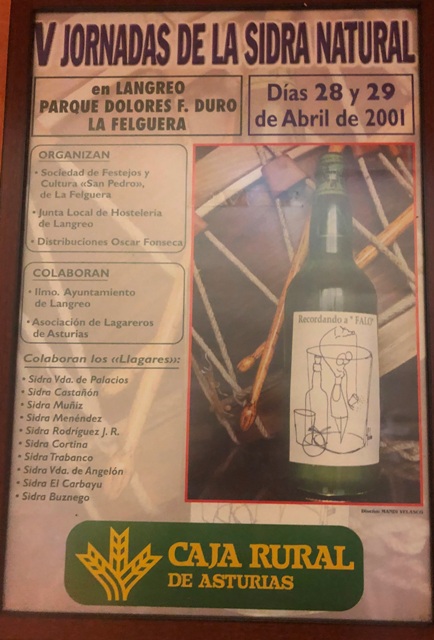 V JORNADAS DE LA SIDRA NATURAL
en LANGREO
PARQUE DOLORES F. DURO
LA FELGUERA
Días 28 y 29
de Abril de 2001
ORGANIZAN
• Sociedad de Festejos y
Cultura «San Pedro»,
de La Felguera
• Junta Local de Hostelería
de Langreo
• Distribuciones Oscar Fonseca
COLABORAN
• Ilmo. Ayuntamiento
de Langreo
• Asociación de Lagareros
de Asturias
Colaboran los «Llagares»:
• Sidra Vda. de Palacios
• Sidra Castañón
• Sidra Muñiz
• Sidra Menéndez
• Sidra Rodríguez J. R.
• Sidra Cortina
• Sidra Trabanco
• Sidra Vda. de Angelón
• Sidra El Carbayu
• Sidra Buznego
Recordando a " FALO"
CAJA RURAL
DE ASTURIAS